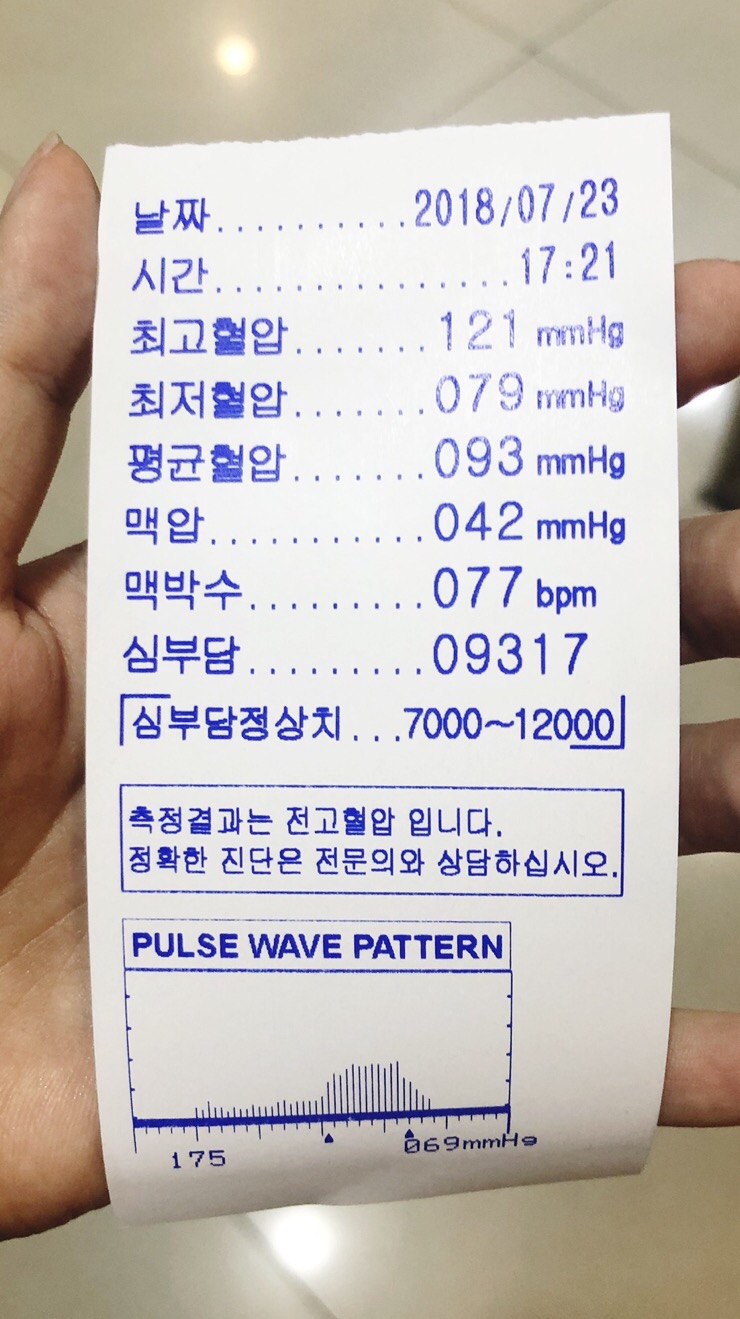 날짜..........2018/07/23
시간...............17:21
최고혈압.......121 mmHg
최저혈압.......079 mmHg
평균혈압.......093 mmHg
맥압...........042 mmHg
맥박수.........077 bpm
심부담.........09317
심부담정상치...7000~12000
측정결과는 전고혈압 입니다.
정확한 진단은 전문의와 상담하십시오.
PULSE WAVE PATTERN
175 069mmHg